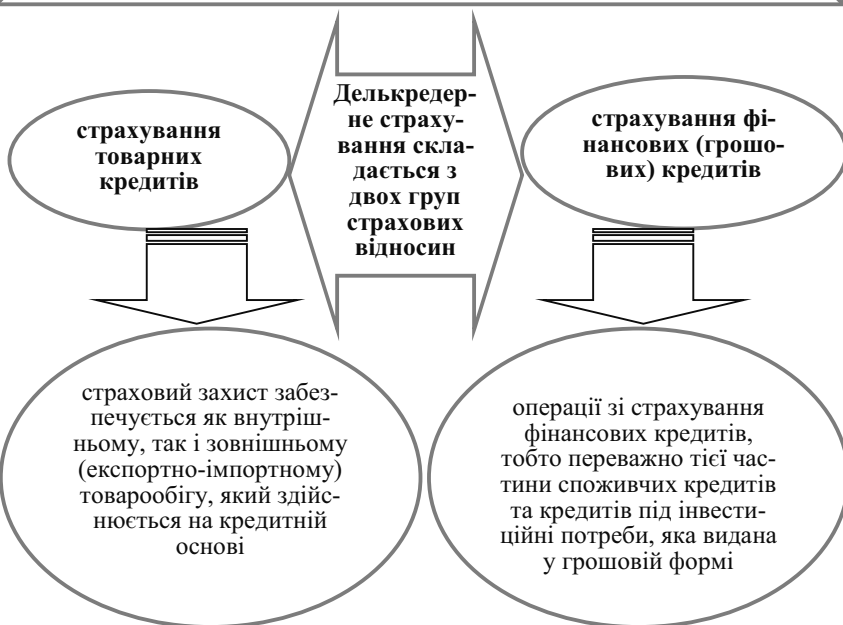 Делькредер-
не страху-
вання скла-
дається з
двох груп
страхових
відносин
страхування
товарних
кредитів
страхування фі-
нансових (грошо-
вих) кредитів
страховий захист забез-
печується як внутріш-
ньому, так і зовнішньому
(експортно-імпортному)
товарообігу, який здійс-
нюється на кредитній
основі
операції зі страхування
фінансових кредитів,
тобто переважно тієї час-
тини споживчих кредитів
та кредитів під інвести-
ційні потреби, яка видана
у грошовій формі